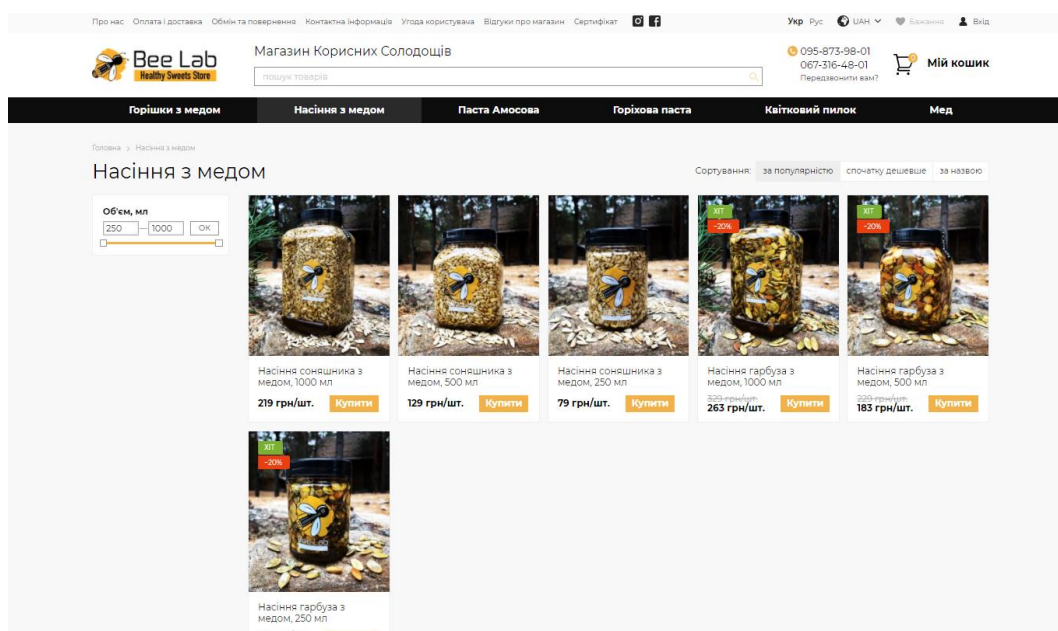 Про нас Оплата і доставка Обмін та повернення Контактна інформація Угода користувача Відгуки про магазин Сертифікат
Укр Рус UAH Бажання Вхід
Bee Lab
Healthy Sweets Store
Магазин Корисних Солодощів
пошук товарів
095-873-98-01
067-316-48-01
Передзвонити вам?
0
Мій кошик
Горішки з медом Насіння з медом Паста Амосова Горіхова паста Квітковий пилок Мед
Головна > Насіння з медом
Насіння з медом
Сортування: за популярністю спочатку дешевше за назвою
Об'єм, мл
250 — 1000 ОК
Насіння соняшника з
медом, 1000 мл
219 грн/шт. Купити
Насіння соняшника з
медом, 500 мл
129 грн/шт. Купити
Насіння соняшника з
медом, 250 мл
79 грн/шт. Купити
ХІТ
-20%
Насіння гарбуза з
медом, 1000 мл
329 грн/шт.
263 грн/шт. Купити
ХІТ
-20%
Насіння гарбуза з
медом, 500 мл
229 грн/шт.
183 грн/шт. Купити
ХІТ
-20%
Насіння гарбуза з
медом, 250 мл